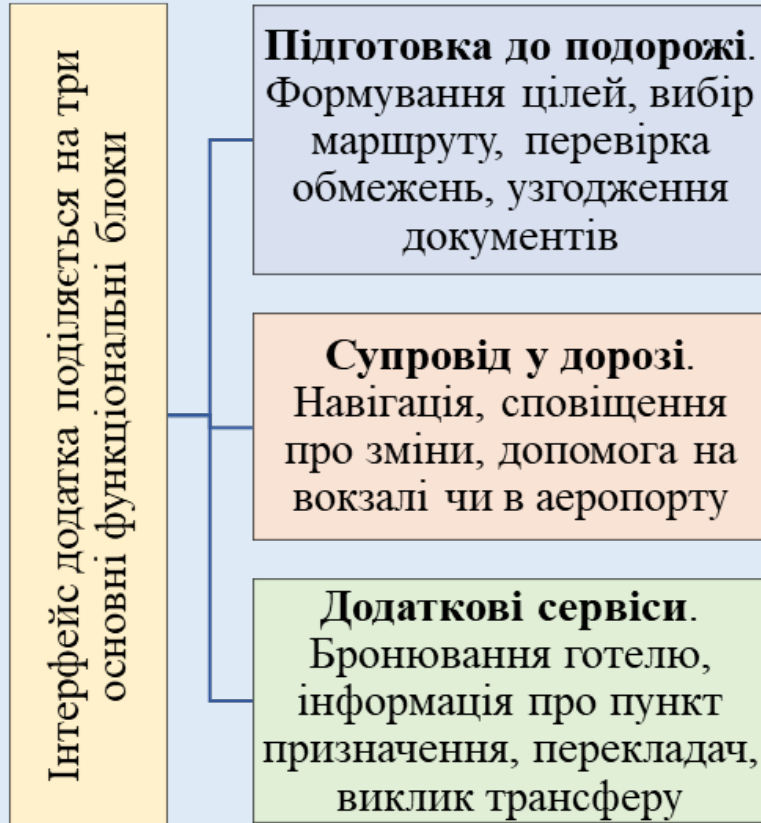 Інтерфейс додатка поділяється на три
основні функціональні блоки
Підготовка до подорожі.
Формування цілей, вибір
маршруту, перевірка
обмежень, узгодження
документів
Супровід у дорозі.
Навігація, сповіщення
про зміни, допомога на
вокзалі чи в аеропорту
Додаткові сервіси.
Бронювання готелю,
інформація про пункт
призначення, перекладач,
виклик трансферу